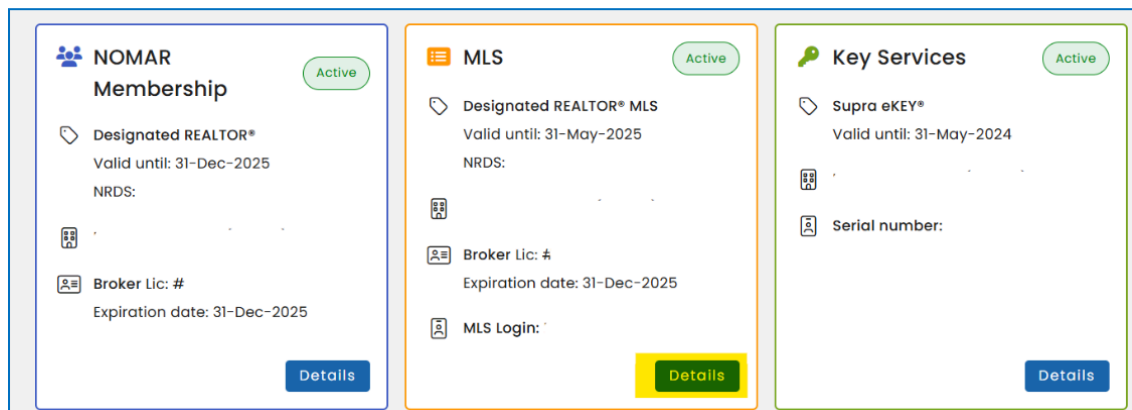 NOMAR
Membership
Active
Designated REALTOR®
Valid until: 31-Dec-2025
NRDS:
Broker Lic: #
Expiration date: 31-Dec-2025
Details
MLS
Active
Designated REALTOR® MLS
Valid until: 31-May-2025
NRDS:
Broker Lic:
Expiration date: 31-Dec-2025
MLS Login:
Details
Key Services
Active
Supra eKEY®
Valid until: 31-May-2024
Serial number:
Details